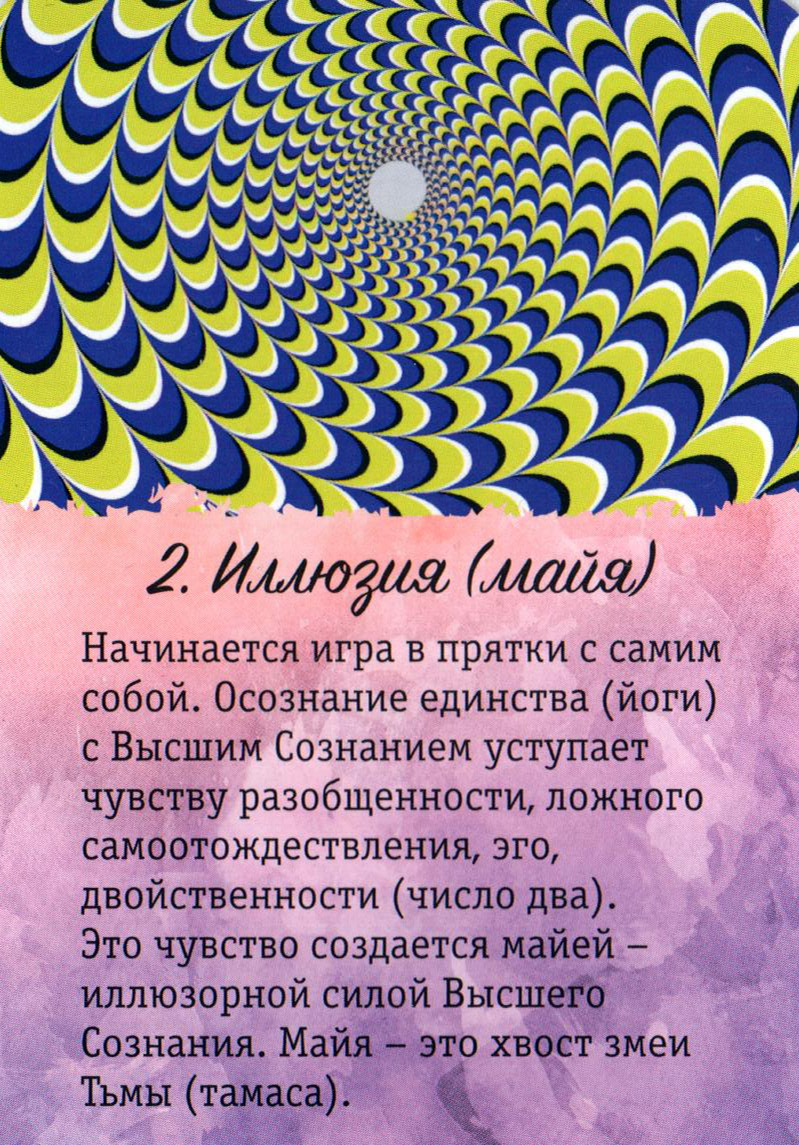 2. Иллюзия (майя)
Начинается игра в прятки с самим
собой. Осознание единства (йоги)
с Высшим Сознанием уступает
чувству разобщенности, ложного
самоотождествления, эго,
двойственности (число два).
Это чувство создается майей –
иллюзорной силой Высшего
Сознания. Майя – это хвост змеи
Тьмы (тамаса).